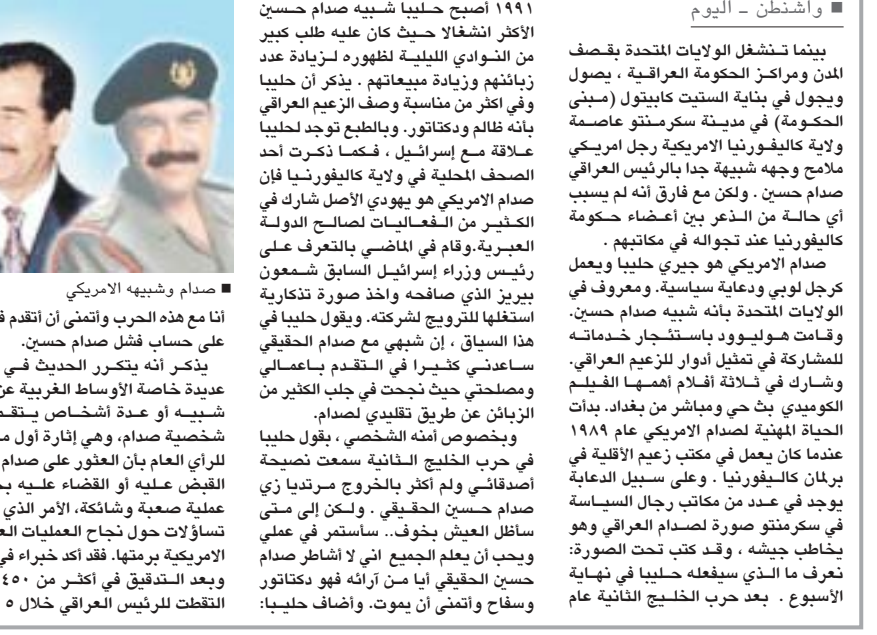 ■ واشنطن - اليوم
بينما تنشغل الولايات المتحدة بقصف
المدن ومراكز الحكومة العراقية ، يصول
ويجول في بناية الستيت كابيتول (مبنى
الحكومة) في مدينة سكرمنتو عاصمة
ولاية كاليفورنيا الامريكية رجل امريكي
ملامح وجهه شبيهة جدا بالرئيس العراقي
صدام حسين . ولكن مع فارق أنه لم يسبب
أي حالة من الذعر بين أعضاء حكومة
كاليفورنيا عند تجواله في مكاتبهم .
صدام الامريكي هو جيري حليبا ويعمل
كرجل لوبي ودعاية سياسية. ومعروف في
الولايات المتحدة بأنه شبيه صدام حسين.
وقامت هوليوود باستئجار خدماته
للمشاركة في تمثيل أدوار للزعيم العراقي.
وشارك في ثلاثة أفلام أهمها الفيلم
الكوميدي بث حي ومباشر من بغداد. بدأت
الحياة المهنية لصدام الامريكي عام ١٩٨٩
عندما كان يعمل في مكتب زعيم الأقلية في
برلمان كاليفورنيا . وعلى سبيل الدعابة
يوجد في عدد من مكاتب رجال السياسة
في سكرمنتو صورة لصدام العراقي وهو
يخاطب جيشه ، وقد كتب تحت الصورة:
نعرف ما الذي سيفعله حليبا في نهاية
الأسبوع . بعد حرب الخليج الثانية عام
١٩٩١ أصبح حليبا شبيه صدام حسين
الأكثر انشغالا حيث كان عليه طلب كبير
من النوادي الليلية لظهوره لزيادة عدد
زبائنهم وزيادة مبيعاتهم . يذكر أن حليبا
وفي اكثر من مناسبة وصف الزعيم العراقي
بأنه ظالم ودكتاتور. وبالطبع توجد لحليبا
علاقة مع إسرائيل ، فكما ذكرت أحد
الصحف المحلية في ولاية كاليفورنيا فإن
صدام الامريكي هو يهودي الأصل شارك في
الكثير من الفعاليات لصالح الدولة
العبرية.وقام في الماضي بالتعرف على
رئيس وزراء إسرائيل السابق شمعون
بيريز الذي صافحه واخذ صورة تذكارية
استغلها للترويج لشركته. ويقول حليبا في
هذا السياق ، إن شبهي مع صدام الحقيقي
ساعدني كثيرا في التقدم باعمالي
ومصلحتي حيث نجحت في جلب الكثير من
الزبائن عن طريق تقليدي لصدام.
وبخصوص أمنه الشخصي ، بقول حليبا
في حرب الخليج الثانية سمعت نصيحة
أصدقائي ولم أكثر بالخروج مرتديا زي
صدام حسين الحقيقي . ولكن إلى متى
سأظل العيش بخوف.. سأستمر في عملي
ويحب أن يعلم الجميع اني لا أشاطر صدام
حسين الحقيقي أيا من آرائه فهو دكتاتور
وسفاح وأتمنى أن يموت. وأضاف حليبا:
■ صدام وشبيهه الامريكي
أنا مع هذه الحرب وأتمنى أن أتقدم
على حساب فشل صدام حسين.
يذكر أنه يتكرر الحديث في
عديدة خاصة الأوساط الغربية عن
شبيه أو عدة أشخاص
شخصية صدام، وهي إثارة أول
للرأي العام بأن العثور على صدام
القبض عليه أو القضاء عليه
عملية صعبة وشائكة، الأمر الذي
تساؤلات حول نجاح العمليات
الامريكية برمتها. فقد أكد خبراء
وبعد التدقيق في أكثر من ٤٥٠
التقطت للرئيس العراقي خلال ٥